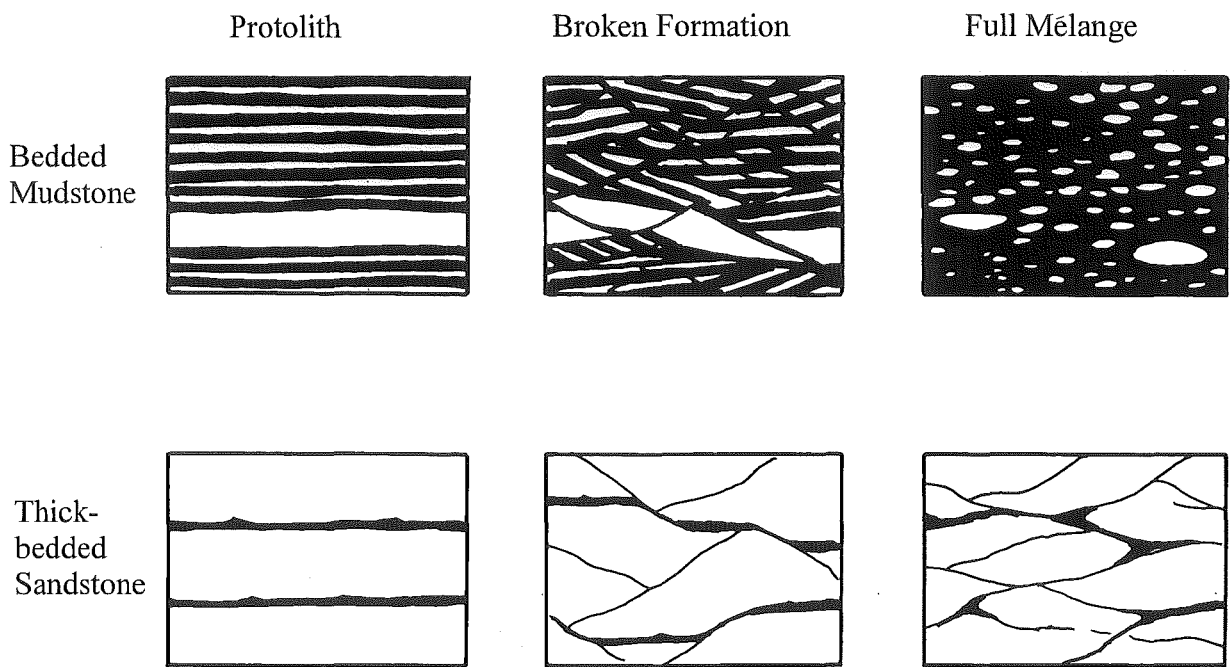 Protolith
Broken Formation
Full Mélange
Bedded
Mudstone
Thick-
bedded
Sandstone